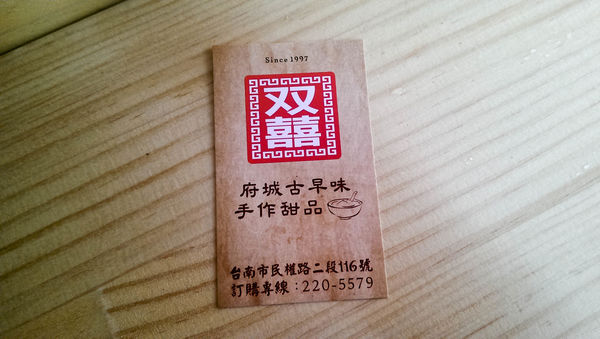 Since 1997
双
囍
府城古早味
手作甜品
台南市民權路二段116號
訂購專線：220-5579